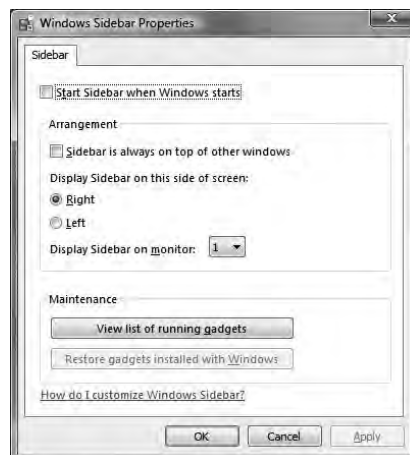 Windows Sidebar Properties
Sidebar
Start Sidebar when Windows starts
Arrangement
Sidebar is always on top of other windows
Display Sidebar on this side of screen:
Right
Left
Display Sidebar on monitor: 1
Maintenance
View list of running gadgets
Restore gadgets installed with Windows
How do I customize Windows Sidebar?
OK Cancel Apply